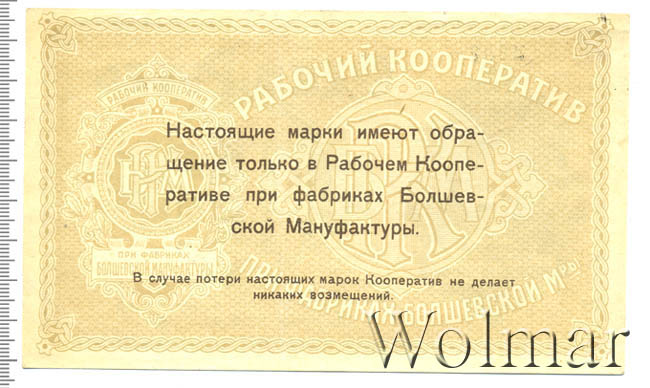 РАБОЧИЙ КООПЕРАТИВ
РАБОЧИЙ КООПЕРАТИВ
Настоящие марки имеют обра-
щение только в Рабочем Коопе-
ративе при фабриках Болшев-
ской Мануфактуры.
ПРИ ФАБРИКАХ
БОЛШЕВСКОЙ МАНУФАКТУРЫ
В случае потери настоящих марок Кооператив не делает
никаких возмещений.
ПРИ ФАБРИКАХ БОЛШЕВСКОЙ М-РЫ
Wolmar